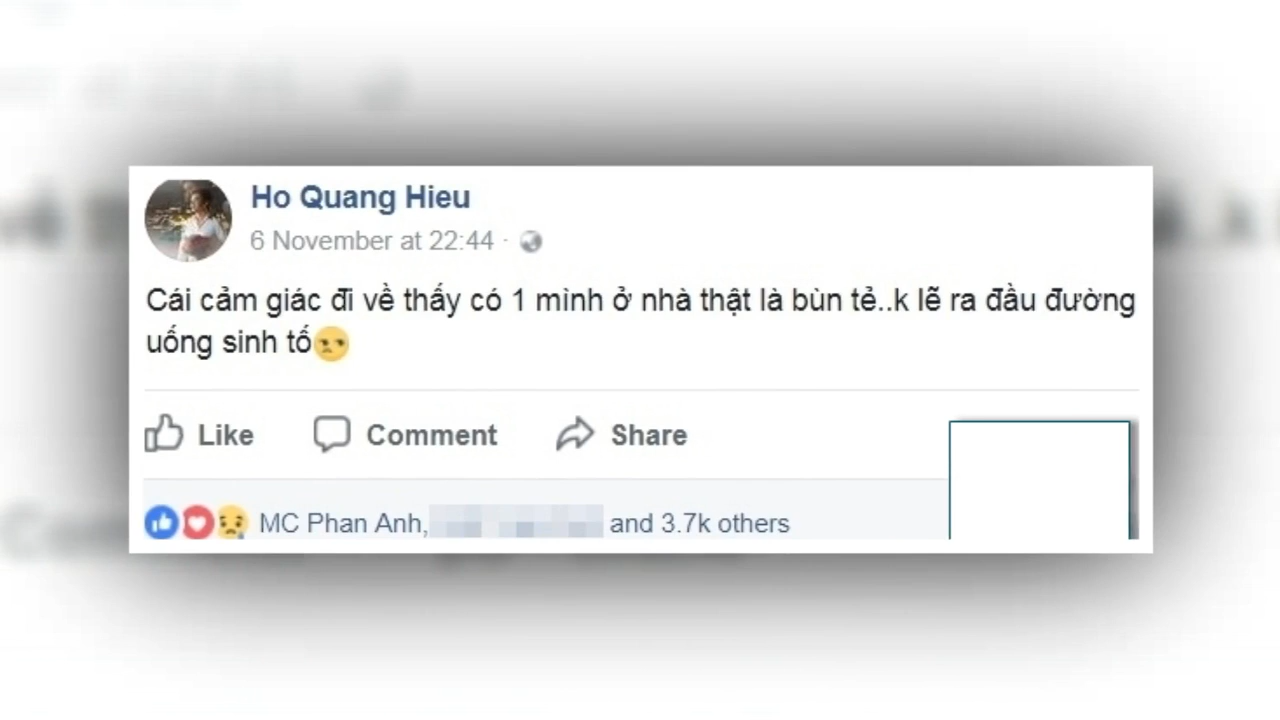 Ho Quang Hieu
6 November at 22:44 ·
Cái cảm giác đi về thấy có 1 mình ở nhà thật là bùn tẻ..k lẽ ra đầu đường
uống sinh tố
Like Comment Share
MC Phan Anh, and 3.7k others